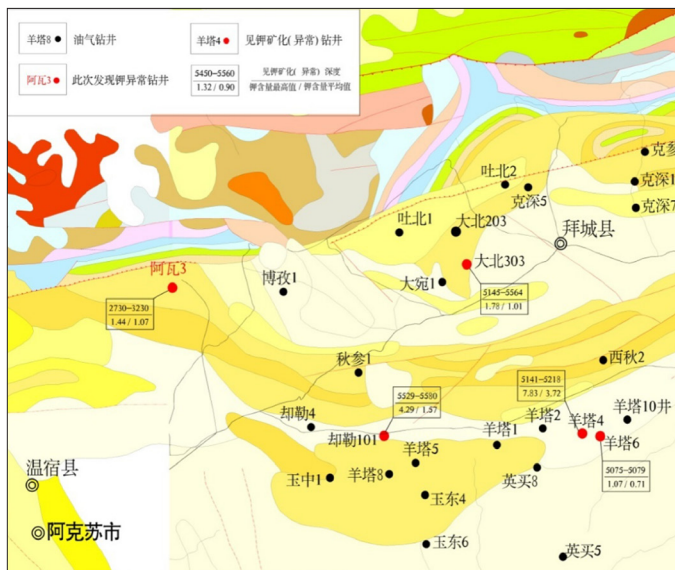 羊塔8
油气钻井
羊塔4
见钾矿化(异常)钻井
阿瓦3
此次发现钾异常钻井
5450-5560
1.32 / 0.90
见钾矿化(异常)深度
钾含量最高值 / 钾含量平均值
克参
吐北2
克深5
克深1
克深7
吐北1
大北203
拜城县
阿瓦3
博孜1
大北303
大宛1
2730-3230
1.44 / 1.07
5145-5564
1.78 / 1.01
秋参1
西秋2
5529-5580
4.29 / 1.57
5141-5218
7.83 / 3.72
却勒4
却勒101
羊塔1
羊塔2
羊塔4
羊塔10井
羊塔6
羊塔5
羊塔8
玉中1
英买8
5075-5079
1.07 / 0.71
温宿县
玉东4
阿克苏市
玉东6
英买5